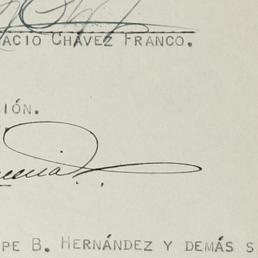 ACIO CHÁVEZ FRANCO.
IÓN.
PE B. HERNÁNDEZ Y DEMÁS S